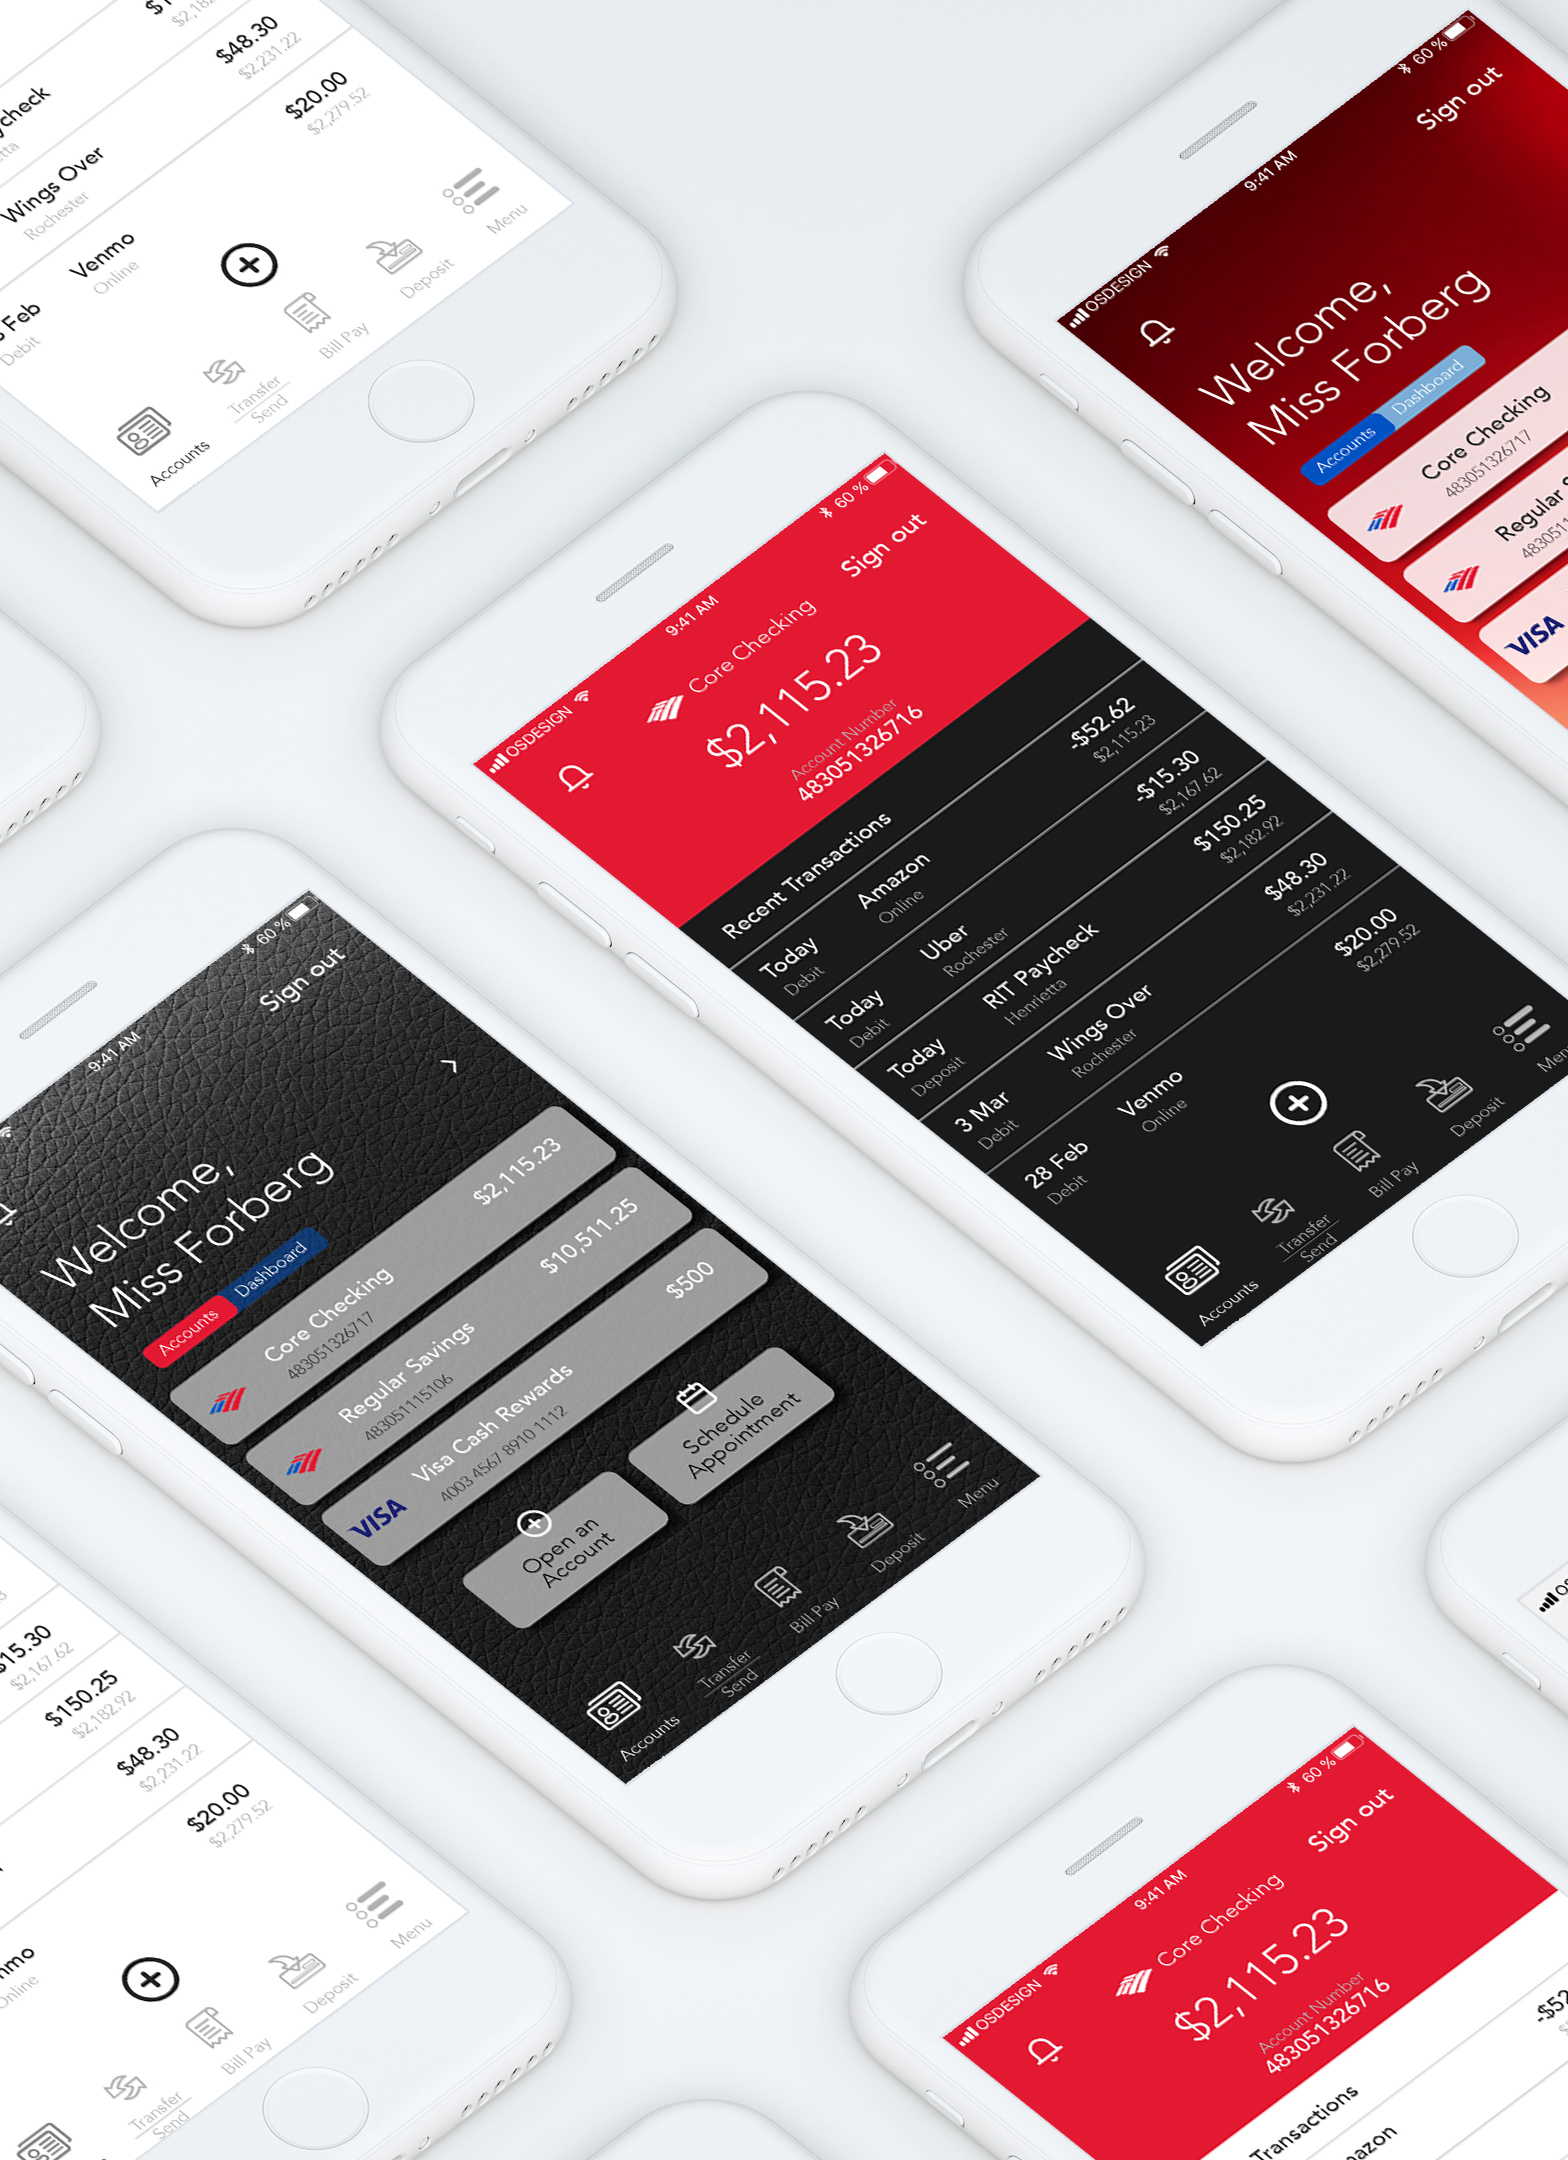 $48.30
$2,231.22
$20.00
$2,279.52
Wings Over
Rochester
Venmo
Online
Feb
Debit
Accounts
Transfer
Send
Bill Pay
Deposit
Menu
OSDESIGN
9:41 AM
60 %
Sign out
Welcome,
Miss Forberg
Accounts
Dashboard
Core Checking
483051326717
Regular
VISA
OSDESIGN
9:41 AM
60 %
Sign out
Core Checking
$2,115.23
Account Number
483051326716
Recent Transactions
Today
Debit
Amazon
Online
-$52.62
$2,115.23
Today
Debit
Uber
Rochester
-$15.30
$2,167.62
Today
Deposit
RIT Paycheck
Henrietta
$150.25
$2,182.92
3 Mar
Debit
Wings Over
Rochester
$48.30
$2,231.22
28 Feb
Debit
Venmo
Online
$20.00
$2,279.52
Accounts
Transfer
Send
Bill Pay
Deposit
Menu
9:41 AM
60 %
Sign out
Welcome,
Miss Forberg
Accounts
Dashboard
Core Checking
483051326717
$2,115.23
Regular Savings
483051115106
$10,511.25
VISA
Visa Cash Rewards
4003 4567 8910 1112
$500
Open an
Account
Schedule
Appointment
Accounts
Transfer
Send
Bill Pay
Deposit
Menu
$15.30
$2,167.62
$150.25
$2,182.92
$48.30
$2,231.22
$20.00
$2,279.52
Online
Transfer
Send
Bill Pay
Deposit
Menu
OSDESIGN
9:41 AM
60 %
Sign out
Core Checking
$2,115.23
Account Number
483051326716
Transactions